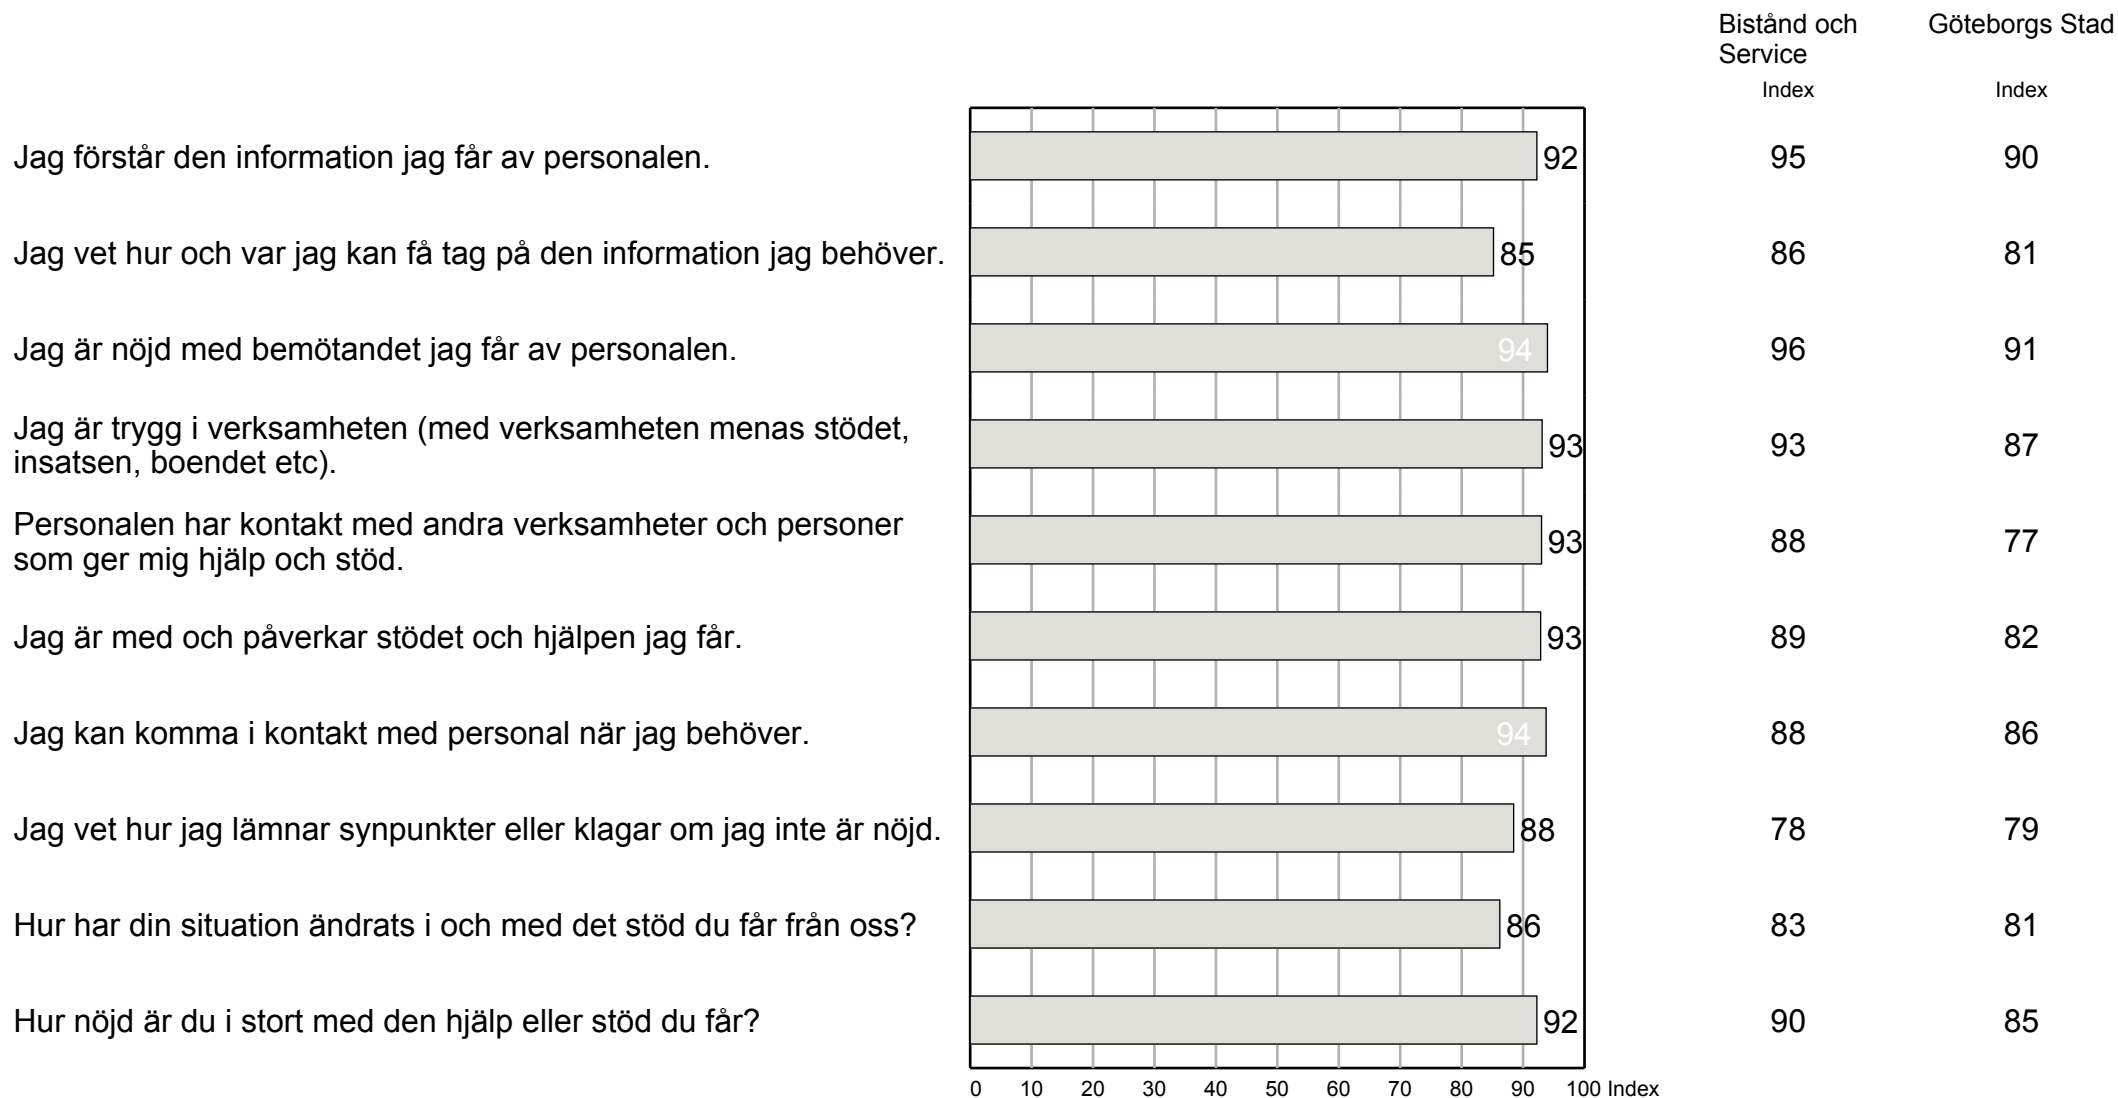 Bistånd och Göteborgs Stad
Service
Index Index
Jag förstår den information jag får av personalen. 92 95 90
Jag vet hur och var jag kan få tag på den information jag behöver. 85 86 81
Jag är nöjd med bemötandet jag får av personalen. 94 96 91
Jag är trygg i verksamheten (med verksamheten menas stödet,
insatsen, boendet etc). 93 93 87
Personalen har kontakt med andra verksamheter och personer
som ger mig hjälp och stöd. 93 88 77
Jag är med och påverkar stödet och hjälpen jag får. 93 89 82
Jag kan komma i kontakt med personal när jag behöver. 94 88 86
Jag vet hur jag lämnar synpunkter eller klagar om jag inte är nöjd. 88 78 79
Hur har din situation ändrats i och med det stöd du får från oss? 86 83 81
Hur nöjd är du i stort med den hjälp eller stöd du får? 92 90 85
0 10 20 30 40 50 60 70 80 90 100 Index